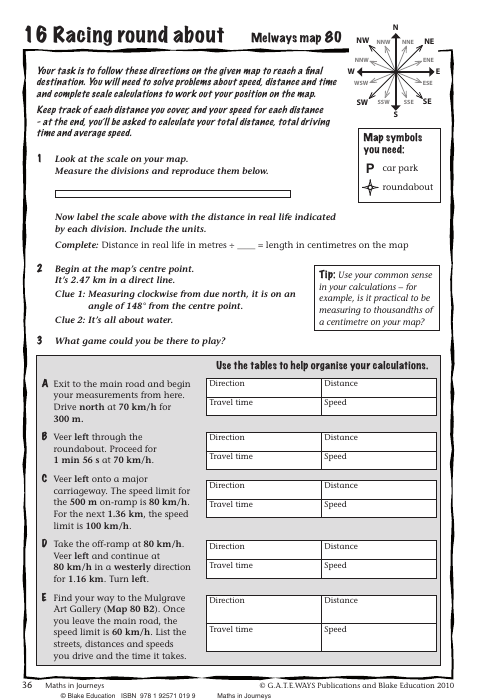 16 Racing round about
Melways map 80
N
NNW
NNE
NW
NE
NNW
ENE
W
E
WSW
ESE
SW
SSW
SSE
SE
S
Your task is to follow these directions on the given map to reach a final
destination. You will need to solve problems about speed, distance and time
and complete scale calculations to work out your position on the map.
Keep track of each distance you cover, and your speed for each distance
- at the end, you'll be asked to calculate your total distance, total driving
time and average speed.
Map symbols
you need:
P car park
roundabout
1 Look at the scale on your map.
Measure the divisions and reproduce them below.
Now label the scale above with the distance in real life indicated
by each division. Include the units.
Complete: Distance in real life in metres ÷ ____ = length in centimetres on the map
2 Begin at the map's centre point.
It's 2.47 km in a direct line.
Clue 1: Measuring clockwise from due north, it is on an
angle of 148° from the centre point.
Clue 2: It's all about water.
Tip: Use your common sense
in your calculations – for
example, is it practical to be
measuring to thousandths of
a centimetre on your map?
3 What game could you be there to play?
Use the tables to help organise your calculations.
A Exit to the main road and begin
your measurements from here.
Drive north at 70 km/h for
300 m.
Direction Distance
Travel time Speed
B Veer left through the
roundabout. Proceed for
1 min 56 s at 70 km/h.
Direction Distance
Travel time Speed
C Veer left onto a major
carriageway. The speed limit for
the 500 m on-ramp is 80 km/h.
For the next 1.36 km, the speed
limit is 100 km/h.
Direction Distance
Travel time Speed
D Take the off-ramp at 80 km/h.
Veer left and continue at
80 km/h in a westerly direction
for 1.16 km. Turn left.
Direction Distance
Travel time Speed
E Find your way to the Mulgrave
Art Gallery (Map 80 B2). Once
you leave the main road, the
speed limit is 60 km/h. List the
streets, distances and speeds
you drive and the time it takes.
Direction Distance
Travel time Speed
36 Maths in Journeys
© G.A.T.E.WAYS Publications and Blake Education 2010
© Blake Education ISBN 978 1 92571 019 9 Maths in Journeys